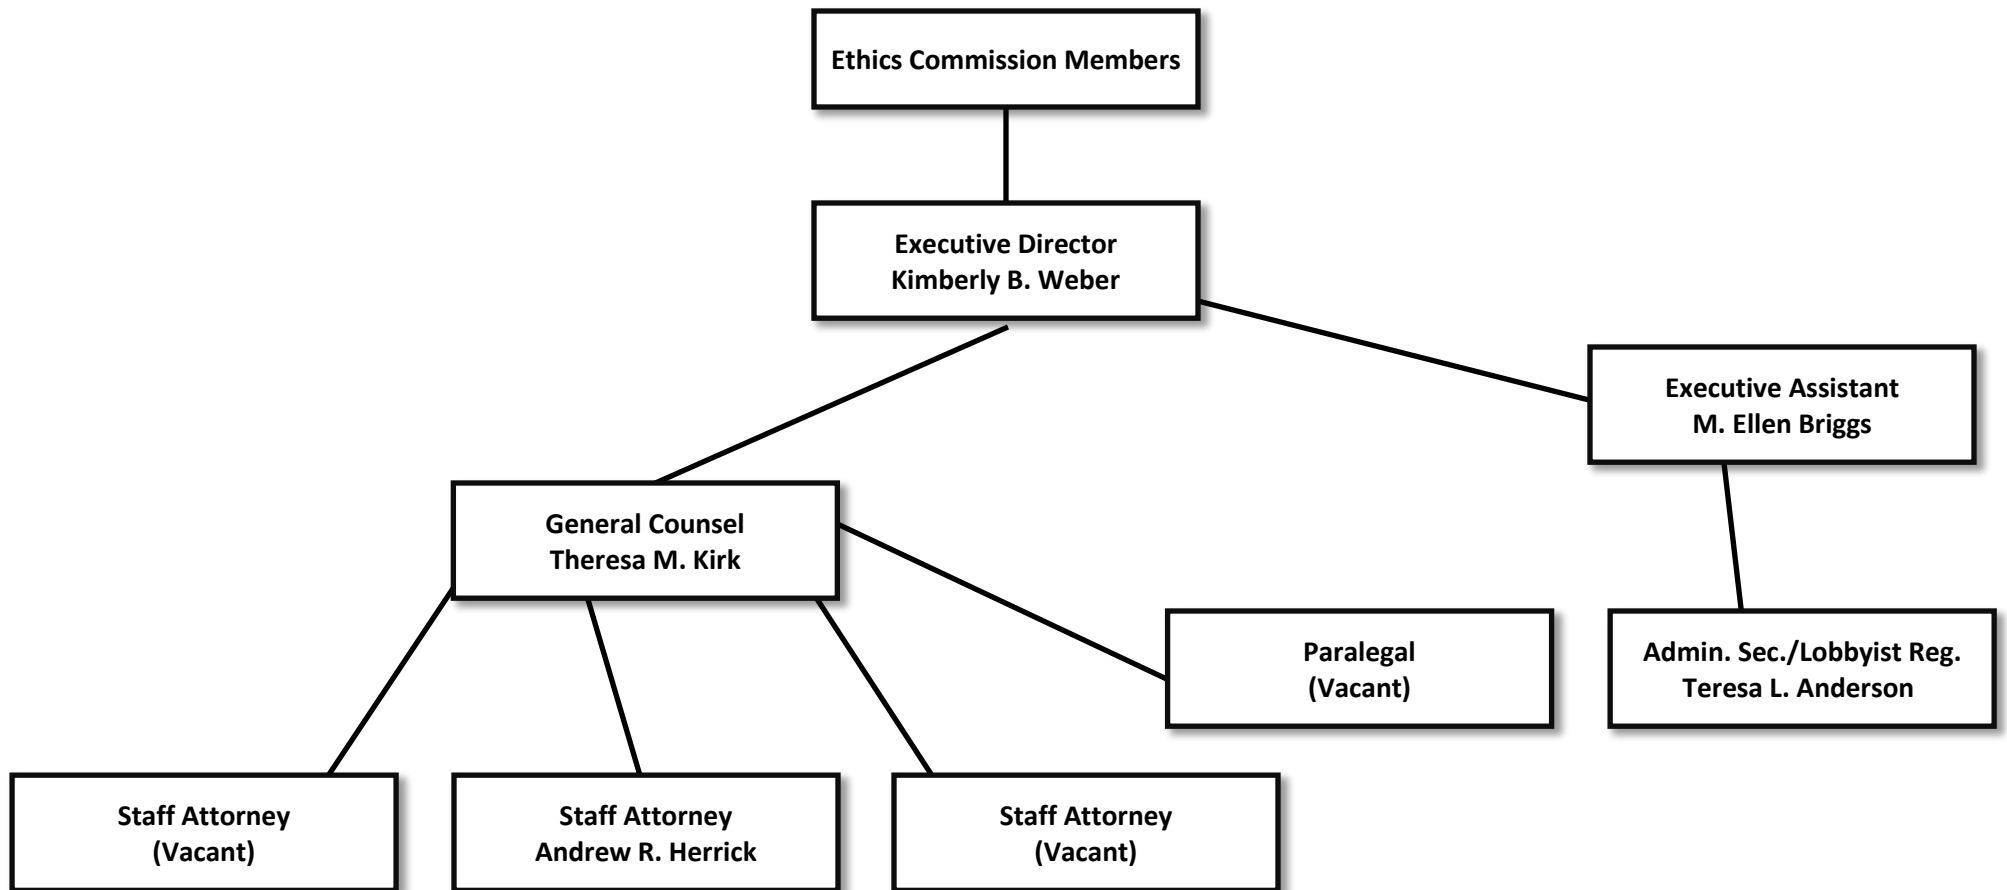 Ethics Commission Members
Executive Director
Kimberly B. Weber
Executive Assistant
M. Ellen Briggs
General Counsel
Theresa M. Kirk
Paralegal
(Vacant)
Admin. Sec./Lobbyist Reg.
Teresa L. Anderson
Staff Attorney
(Vacant)
Staff Attorney
Andrew R. Herrick
Staff Attorney
(Vacant)